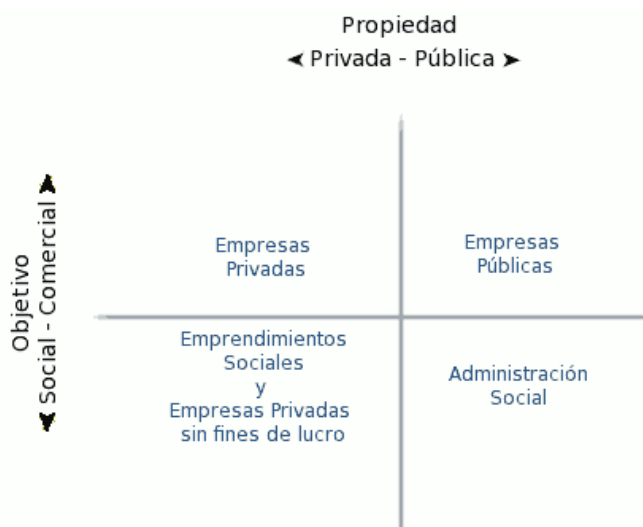 Propiedad
Privada - Pública
Objetivo
Social - Comercial
Empresas
Privadas
Empresas
Públicas
Emprendimientos
Sociales
y
Empresas Privadas
sin fines de lucro
Administración
Social